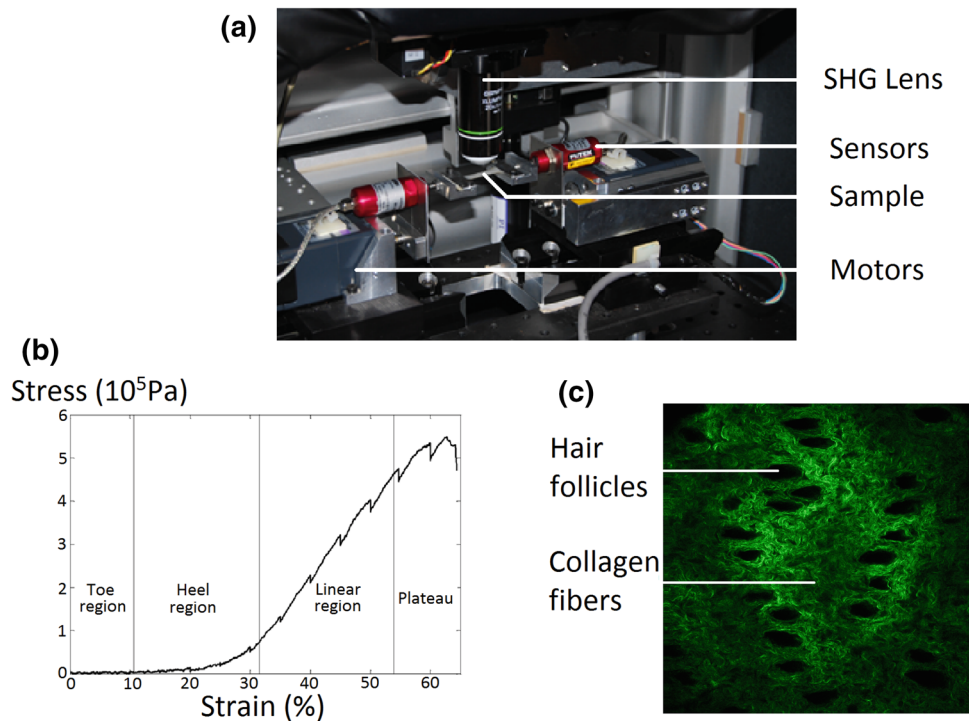 (a)
SHG Lens
Sensors
Sample
Motors
FUTEK
(b)
Stress (10⁵Pa)
6
5
4
3
2
1
0
Toe
region
Heel
region
Linear
region
Plateau
0
10
20
30
40
50
60
Strain (%)
(c)
Hair
follicles
Collagen
fibers